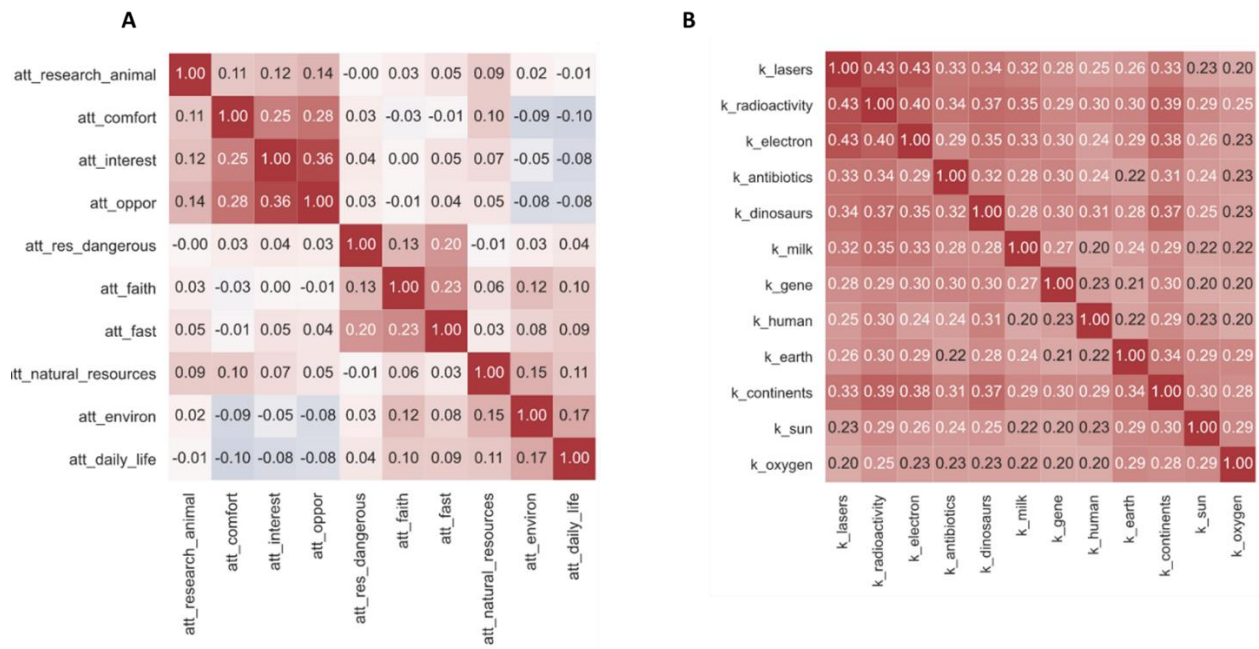 A
B
att_research_animal 1.00 0.11 0.12 0.14 -0.00 0.03 0.05 0.09 0.02 -0.01
att_comfort 0.11 1.00 0.25 0.28 0.03 -0.03 -0.01 0.10 -0.09 -0.10
att_interest 0.12 0.25 1.00 0.36 0.04 0.00 0.05 0.07 -0.05 -0.08
att_oppor 0.14 0.28 0.36 1.00 0.03 -0.01 0.04 0.05 -0.08 -0.08
att_res_dangerous -0.00 0.03 0.04 0.03 1.00 0.13 0.20 -0.01 0.03 0.04
att_faith 0.03 -0.03 0.00 -0.01 0.13 1.00 0.23 0.06 0.12 0.10
att_fast 0.05 -0.01 0.05 0.04 0.20 0.23 1.00 0.03 0.08 0.09
tt_natural_resources 0.09 0.10 0.07 0.05 -0.01 0.06 0.03 1.00 0.15 0.11
att_environ 0.02 -0.09 -0.05 -0.08 0.03 0.12 0.08 0.15 1.00 0.17
att_daily_life -0.01 -0.10 -0.08 -0.08 0.04 0.10 0.09 0.11 0.17 1.00
att_research_animal
att_comfort
att_interest
att_oppor
att_res_dangerous
att_faith
att_fast
att_natural_resources
att_environ
att_daily_life
k_lasers 1.00 0.43 0.43 0.33 0.34 0.32 0.28 0.25 0.26 0.33 0.23 0.20
k_radioactivity 0.43 1.00 0.40 0.34 0.37 0.35 0.29 0.30 0.30 0.39 0.29 0.25
k_electron 0.43 0.40 1.00 0.29 0.35 0.33 0.30 0.24 0.29 0.38 0.26 0.23
k_antibiotics 0.33 0.34 0.29 1.00 0.32 0.28 0.30 0.24 0.22 0.31 0.24 0.23
k_dinosaurs 0.34 0.37 0.35 0.32 1.00 0.28 0.30 0.31 0.28 0.37 0.25 0.23
k_milk 0.32 0.35 0.33 0.28 0.28 1.00 0.27 0.20 0.24 0.29 0.22 0.22
k_gene 0.28 0.29 0.30 0.30 0.30 0.27 1.00 0.23 0.21 0.30 0.20 0.20
k_human 0.25 0.30 0.24 0.24 0.31 0.20 0.23 1.00 0.22 0.29 0.23 0.20
k_earth 0.26 0.30 0.29 0.22 0.28 0.24 0.21 0.22 1.00 0.34 0.29 0.29
k_continents 0.33 0.39 0.38 0.31 0.37 0.29 0.30 0.29 0.34 1.00 0.30 0.28
k_sun 0.23 0.29 0.26 0.24 0.25 0.22 0.20 0.23 0.29 0.30 1.00 0.29
k_oxygen 0.20 0.25 0.23 0.23 0.23 0.22 0.20 0.20 0.29 0.28 0.29 1.00
k_lasers
k_radioactivity
k_electron
k_antibiotics
k_dinosaurs
k_milk
k_gene
k_human
k_earth
k_continents
k_sun
k_oxygen